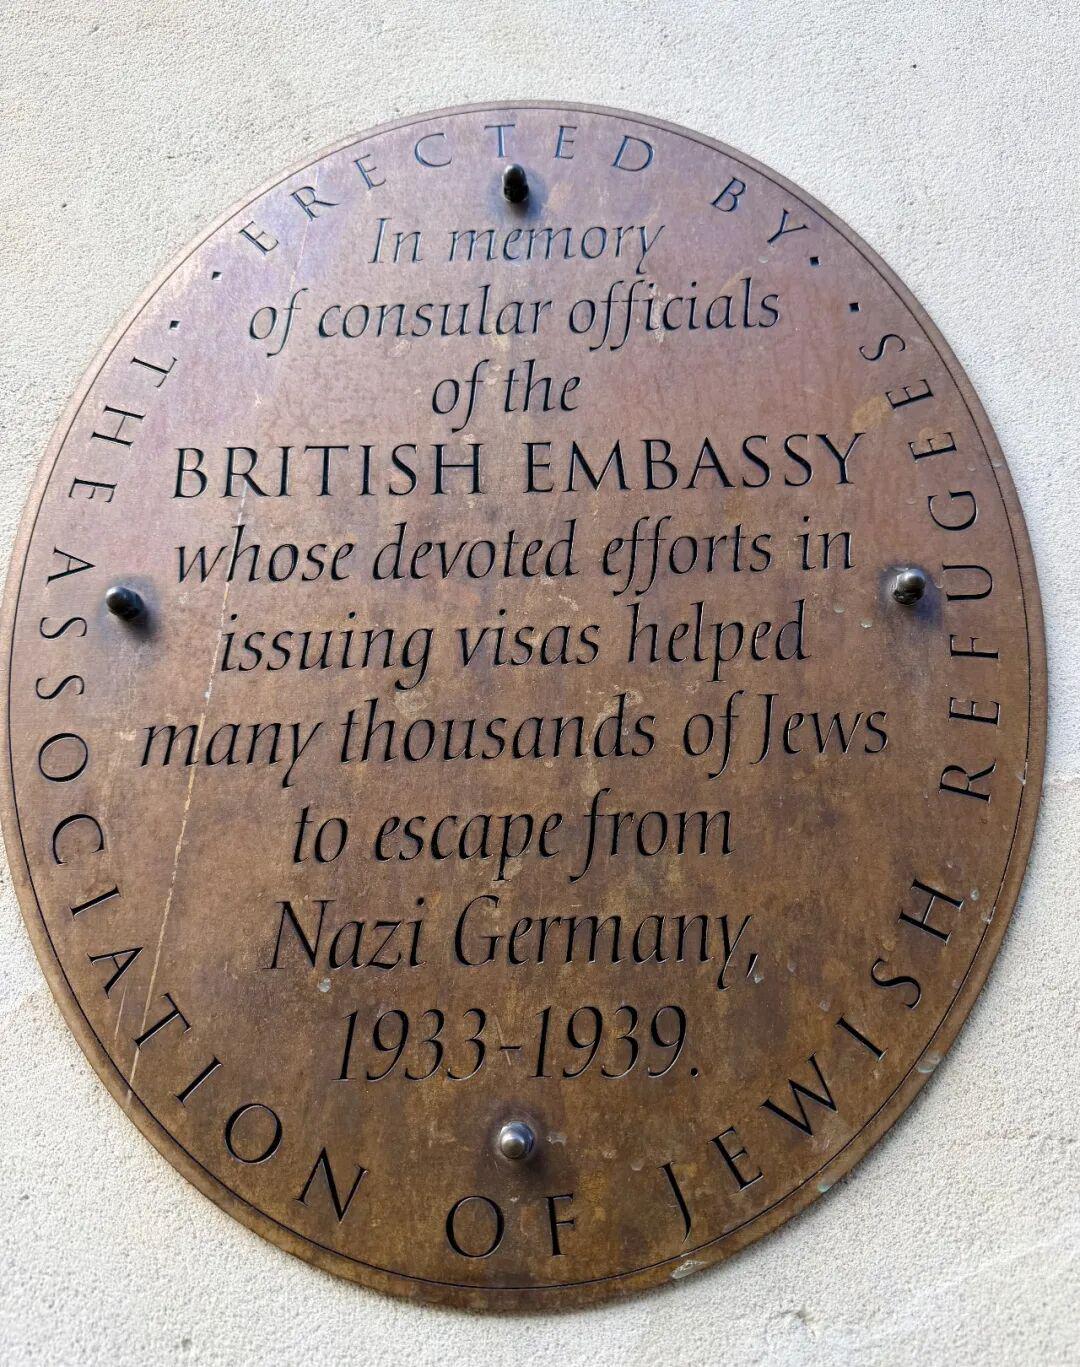 · ERECTED BY ·
In memory
of consular officials
of the
BRITISH EMBASSY
whose devoted efforts in
issuing visas helped
many thousands of Jews
to escape from
Nazi Germany,
1933-1939.
· THE ASSOCIATION OF JEWISH REFUGEES ·